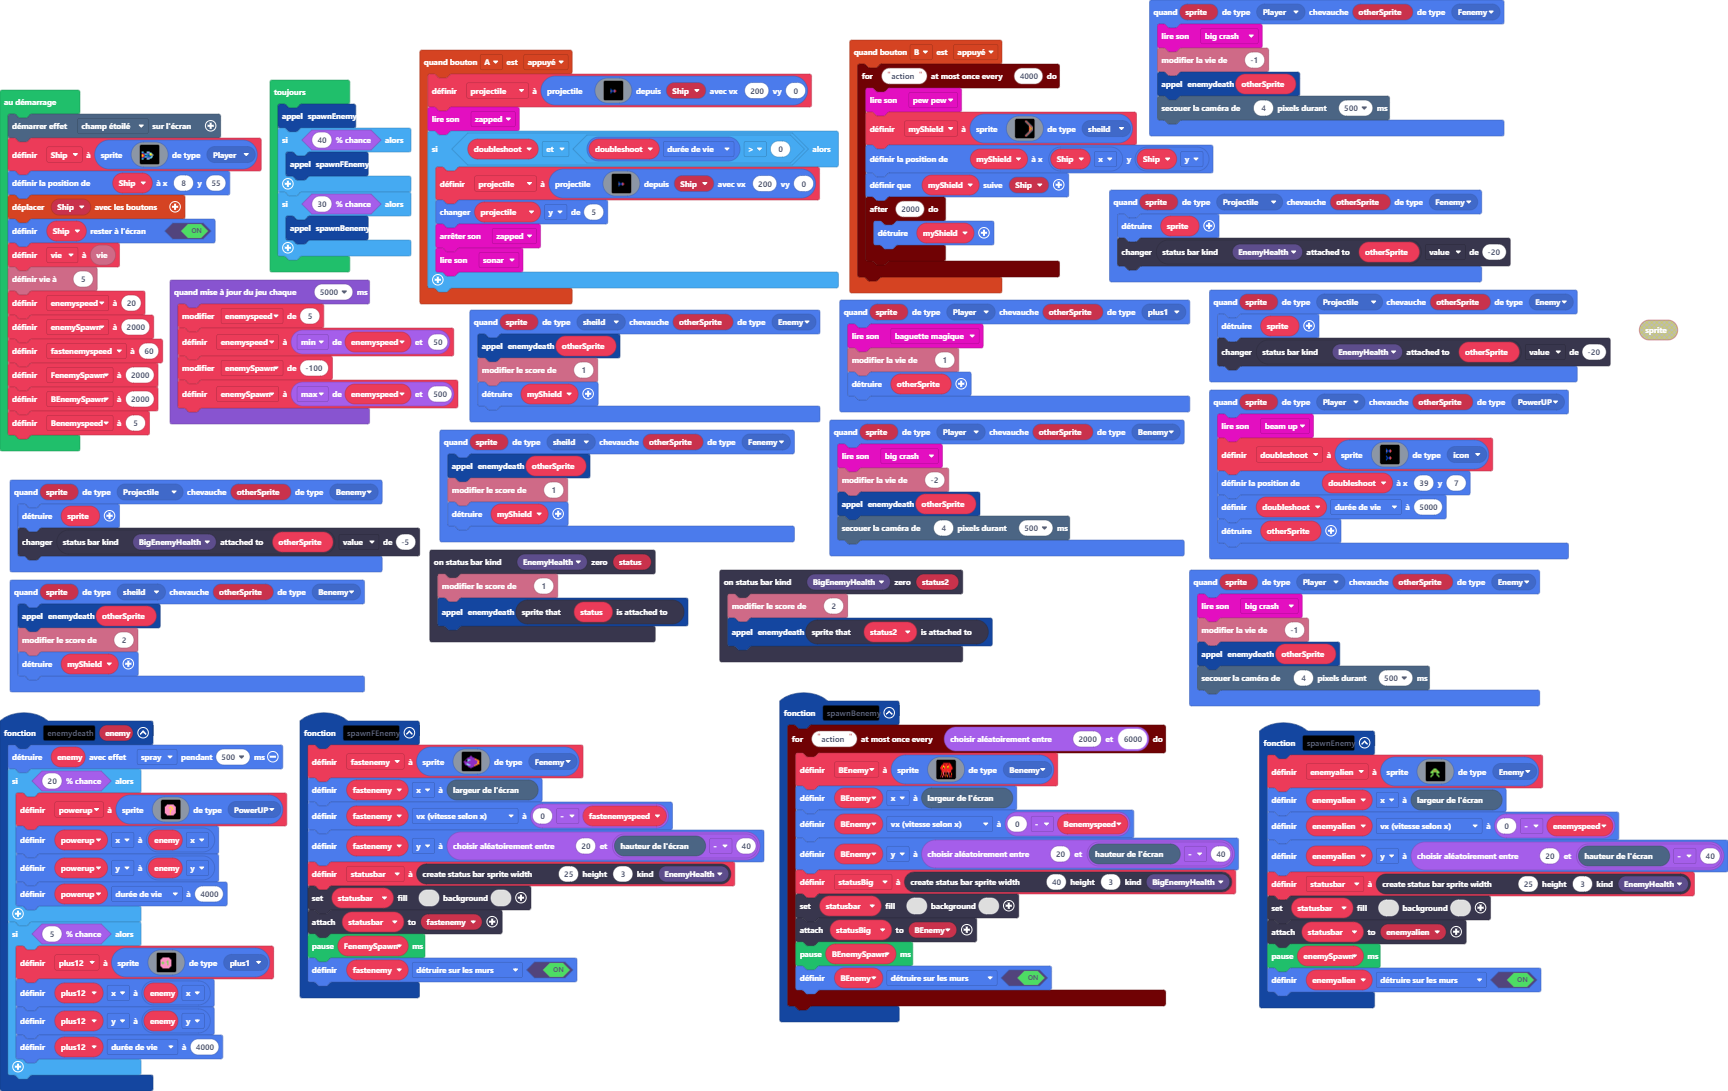 au démarrage
démarrer effet champ étoilé sur l'écran
définir Ship à sprite de type Player
définir la position de Ship à x 8 y 55
déplacer Ship avec les boutons
définir Ship rester à l'écran ON
définir vie à vie
définir vie à 5
définir enemyspeed à 20
définir enemySpawn à 2000
définir fastenemyspeed à 60
définir FenemySpawn à 2000
définir BEnemySpawn à 2000
définir Benemyspeed à 5
toujours
appel spawnEnemy
si 40 % chance alors
appel spawnFEnemy
si 30 % chance alors
appel spawnBenemy
quand mise à jour du jeu chaque 5000 ms
modifier enemyspeed de 5
définir enemyspeed à min de enemyspeed et 50
modifier enemySpawn de -100
définir enemySpawn à max de enemyspeed et 500
quand bouton A est appuyé
définir projectile à projectile depuis Ship avec vx 200 vy 0
lire son zapped
si doubleshoot et doubleshoot durée de vie > 0 alors
définir projectile à projectile depuis Ship avec vx 200 vy 0
changer projectile y de 5
arrêter son zapped
lire son sonar
quand bouton B est appuyé
for "action" at most once every 4000 do
lire son pew pew
définir myShield à sprite de type sheild
définir la position de myShield à x Ship x y Ship y
définir que myShield suive Ship
after 2000 do
détruire myShield
quand sprite de type Player chevauche otherSprite de type Fenemy
lire son big crash
modifier la vie de -1
appel enemydeath otherSprite
secouer la caméra de 4 pixels durant 500 ms
quand sprite de type Projectile chevauche otherSprite de type Fenemy
détruire sprite
changer status bar kind EnemyHealth attached to otherSprite value de -20
quand sprite de type Projectile chevauche otherSprite de type Enemy
détruire sprite
changer status bar kind EnemyHealth attached to otherSprite value de -20
sprite
quand sprite de type sheild chevauche otherSprite de type Enemy
appel enemydeath otherSprite
modifier le score de 1
détruire myShield
quand sprite de type Player chevauche otherSprite de type plus1
lire son baguette magique
modifier la vie de 1
détruire otherSprite
quand sprite de type Player chevauche otherSprite de type PowerUP
lire son beam up
définir doubleshoot à sprite de type icon
définir la position de doubleshoot à x 39 y 7
définir doubleshoot durée de vie à 5000
détruire otherSprite
quand sprite de type sheild chevauche otherSprite de type Fenemy
appel enemydeath otherSprite
modifier le score de 1
détruire myShield
quand sprite de type Player chevauche otherSprite de type Benemy
lire son big crash
modifier la vie de -2
appel enemydeath otherSprite
secouer la caméra de 4 pixels durant 500 ms
quand sprite de type Projectile chevauche otherSprite de type Benemy
détruire sprite
changer status bar kind BigEnemyHealth attached to otherSprite value de -5
quand sprite de type sheild chevauche otherSprite de type Benemy
appel enemydeath otherSprite
modifier le score de 2
détruire myShield
on status bar kind EnemyHealth zero status
modifier le score de 1
appel enemydeath sprite that status is attached to
on status bar kind BigEnemyHealth zero status2
modifier le score de 2
appel enemydeath sprite that status2 is attached to
quand sprite de type Player chevauche otherSprite de type Enemy
lire son big crash
modifier la vie de -1
appel enemydeath otherSprite
secouer la caméra de 4 pixels durant 500 ms
fonction enemydeath enemy
détruire enemy avec effet spray pendant 500 ms
si 20 % chance alors
définir powerup à sprite de type PowerUP
définir powerup x à enemy x
définir powerup y à enemy y
définir powerup durée de vie à 4000
si 5 % chance alors
définir plus12 à sprite de type plus1
définir plus12 x à enemy x
définir plus12 y à enemy y
définir plus12 durée de vie à 4000
fonction spawnFEnemy
définir fastenemy à sprite de type Fenemy
définir fastenemy x à largeur de l'écran
définir fastenemy vx (vitesse selon x) à 0 - fastenemyspeed
définir fastenemy y à choisir aléatoirement entre 20 et hauteur de l'écran - 40
définir statusbar à create status bar sprite width 25 height 3 kind EnemyHealth
set statusbar fill background
attach statusbar to fastenemy
pause FenemySpawn ms
définir fastenemy détruire sur les murs ON
fonction spawnBenemy
for "action" at most once every choisir aléatoirement entre 2000 et 6000 do
définir BEnemy à sprite de type Benemy
définir BEnemy x à largeur de l'écran
définir BEnemy vx (vitesse selon x) à 0 - Benemyspeed
définir BEnemy y à choisir aléatoirement entre 20 et hauteur de l'écran - 40
définir statusBig à create status bar sprite width 40 height 3 kind BigEnemyHealth
set statusbar fill background
attach statusBig to BEnemy
pause BEnemySpawn ms
définir BEnemy détruire sur les murs ON
fonction spawnEnemy
définir enemyalien à sprite de type Enemy
définir enemyalien x à largeur de l'écran
définir enemyalien vx (vitesse selon x) à 0 - enemyspeed
définir enemyalien y à choisir aléatoirement entre 20 et hauteur de l'écran - 40
définir statusbar à create status bar sprite width 25 height 3 kind EnemyHealth
set statusbar fill background
attach statusbar to enemyalien
pause enemySpawn ms
définir enemyalien détruire sur les murs ON